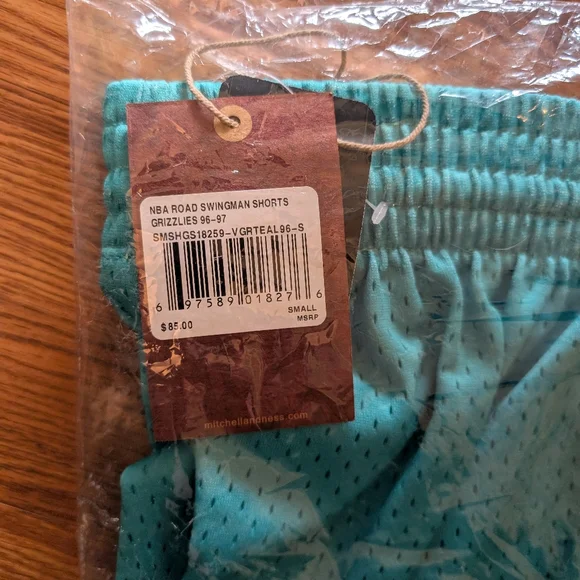 NBA ROAD SWINGMAN SHORTS
GRIZZLIES 96-97
SMSHGS18259-VGRTEAL96-S
6 97589 01827 6
SMALL
$85.00 MSRP
mitchellandness.com